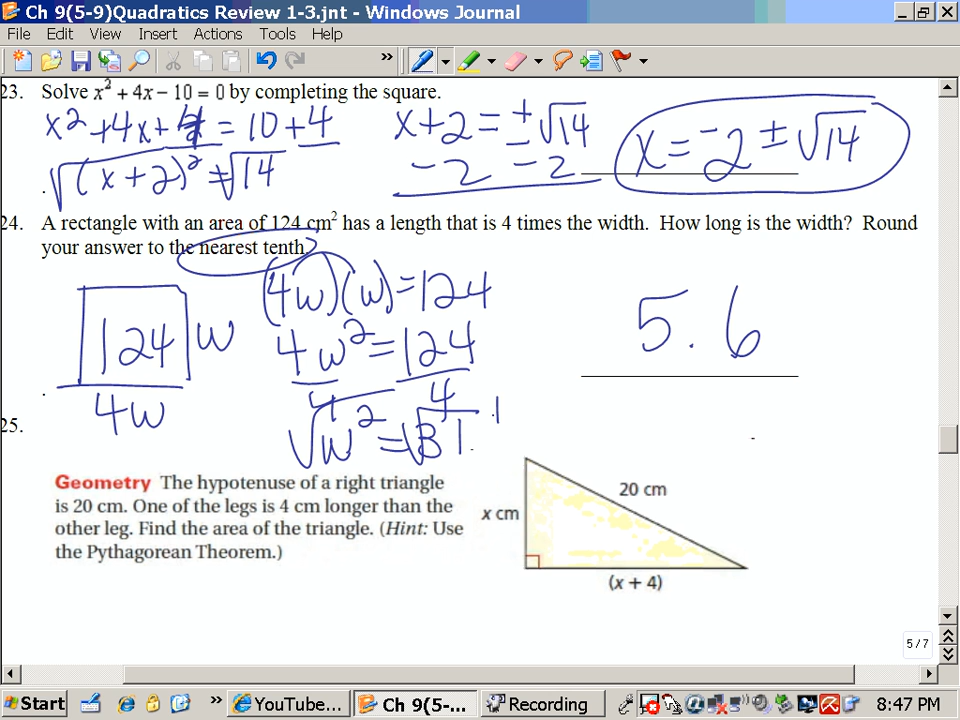 Ch 9(5-9)Quadratics Review 1-3.jnt - Windows Journal
File Edit View Insert Actions Tools Help
23. Solve x² + 4x − 10 = 0 by completing the square.
x² + 4x + 4 = 10 + 4
√(x + 2)² = ±√14
x + 2 = ±√14
− 2 − 2
x = −2 ± √14
24. A rectangle with an area of 124 cm² has a length that is 4 times the width. How long is the width? Round
your answer to the nearest tenth.
124 w
4w
(4w)(w) = 124
4w² = 124
4 4
√w² = √31
5.6
25.
Geometry The hypotenuse of a right triangle
is 20 cm. One of the legs is 4 cm longer than the
other leg. Find the area of the triangle. (Hint: Use
the Pythagorean Theorem.)
20 cm
x cm
(x + 4)
5 / 7
Start
YouTube...
Ch 9(5-...
Recording
8:47 PM